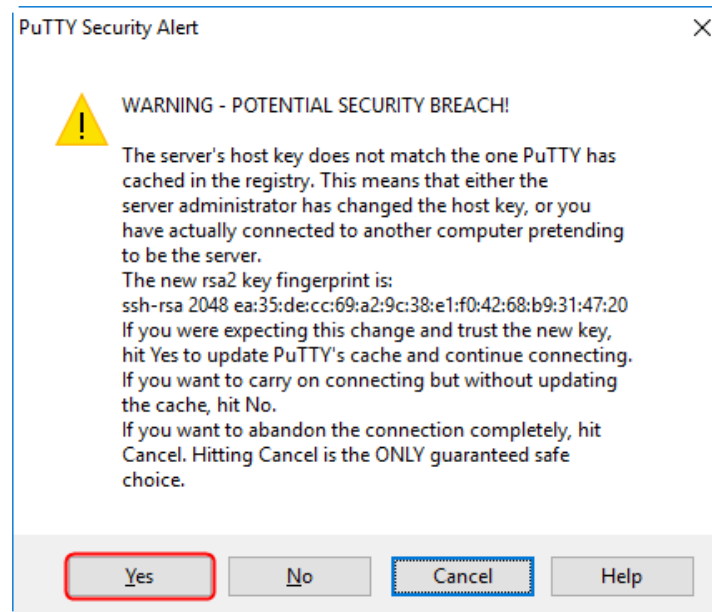 PuTTY Security Alert
WARNING - POTENTIAL SECURITY BREACH!
The server's host key does not match the one PuTTY has
cached in the registry. This means that either the
server administrator has changed the host key, or you
have actually connected to another computer pretending
to be the server.
The new rsa2 key fingerprint is:
ssh-rsa 2048 ea:35:de:cc:69:a2:9c:38:e1:f0:42:68:b9:31:47:20
If you were expecting this change and trust the new key,
hit Yes to update PuTTY's cache and continue connecting.
If you want to carry on connecting but without updating
the cache, hit No.
If you want to abandon the connection completely, hit
Cancel. Hitting Cancel is the ONLY guaranteed safe
choice.
Yes No Cancel Help